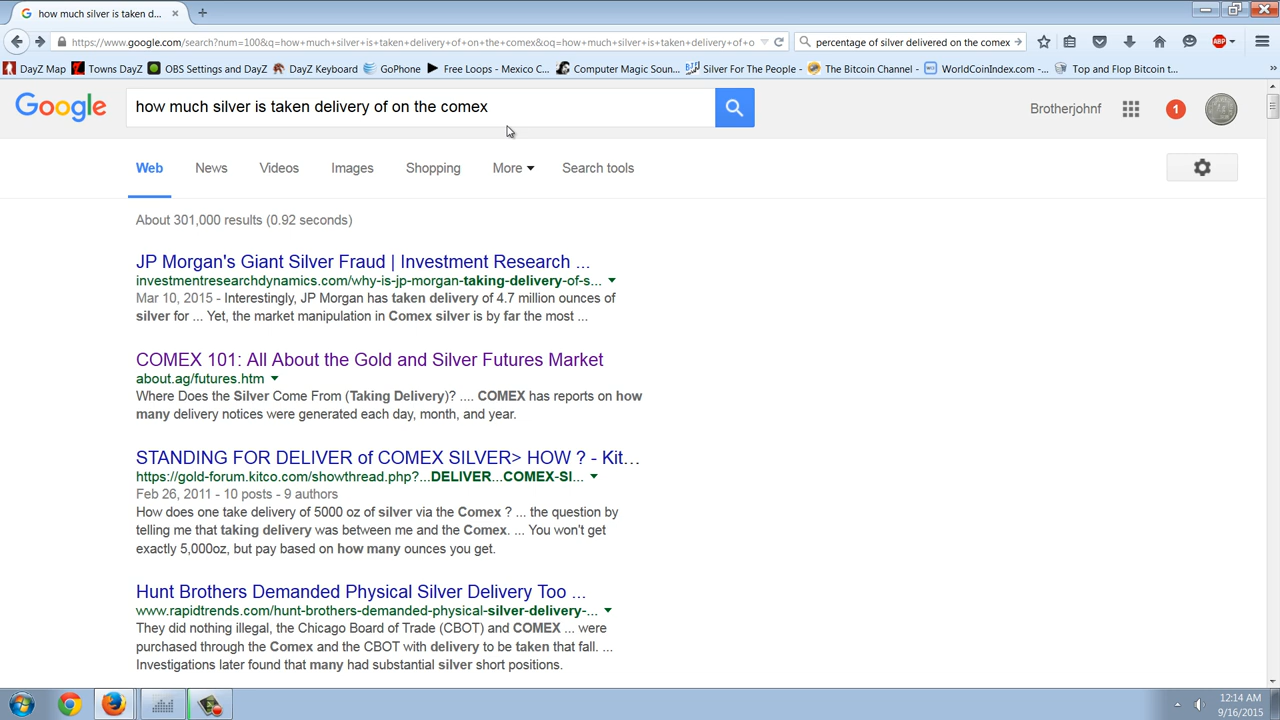 how much silver is taken d...
https://www.google.com/search?num=100&q=how+much+silver+is+taken+delivery+of+on+the+comex&oq=how+much+silver+is+taken+delivery+of+o
percentage of silver delivered on the comex
ABP
DayZ Map Towns DayZ OBS Settings and DayZ DayZ Keyboard GoPhone Free Loops - Mo... Computer Magic Soun... Silver For The People - ... The Bitcoin Channel - ... WorldCoinIndex.com -... Top and Flop Bitcoin t...
Google how much silver is taken delivery of on the comex Brotherjohnf 1
Web News Videos Images Shopping More Search tools
About 301,000 results (0.92 seconds)
JP Morgan's Giant Silver Fraud | Investment Research ...
investmentresearchdynamics.com/why-is-jp-morgan-taking-delivery-of-s...
Mar 10, 2015 - Interestingly, JP Morgan has taken delivery of 4.7 million ounces of
silver for ... Yet, the market manipulation in Comex silver is by far the most ...
COMEX 101: All About the Gold and Silver Futures Market
about.ag/futures.htm
Where Does the Silver Come From (Taking Delivery)? .... COMEX has reports on how
many delivery notices were generated each day, month, and year.
STANDING FOR DELIVER of COMEX SILVER> HOW ? - Kit...
https://gold-forum.kitco.com/showthread.php?...DELIVER...COMEX-SI...
Feb 26, 2011 - 10 posts - 9 authors
How does one take delivery of 5000 oz of silver via the Comex ? ... the question by
telling me that taking delivery was between me and the Comex. ... You won't get
exactly 5,000oz, but pay based on how many ounces you get.
Hunt Brothers Demanded Physical Silver Delivery Too ...
www.rapidtrends.com/hunt-brothers-demanded-physical-silver-delivery-...
They did nothing illegal, the Chicago Board of Trade (CBOT) and COMEX ... were
purchased through the Comex and the CBOT with delivery to be taken that fall. ...
Investigations later found that many had substantial silver short positions.
12:14 AM
9/16/2015